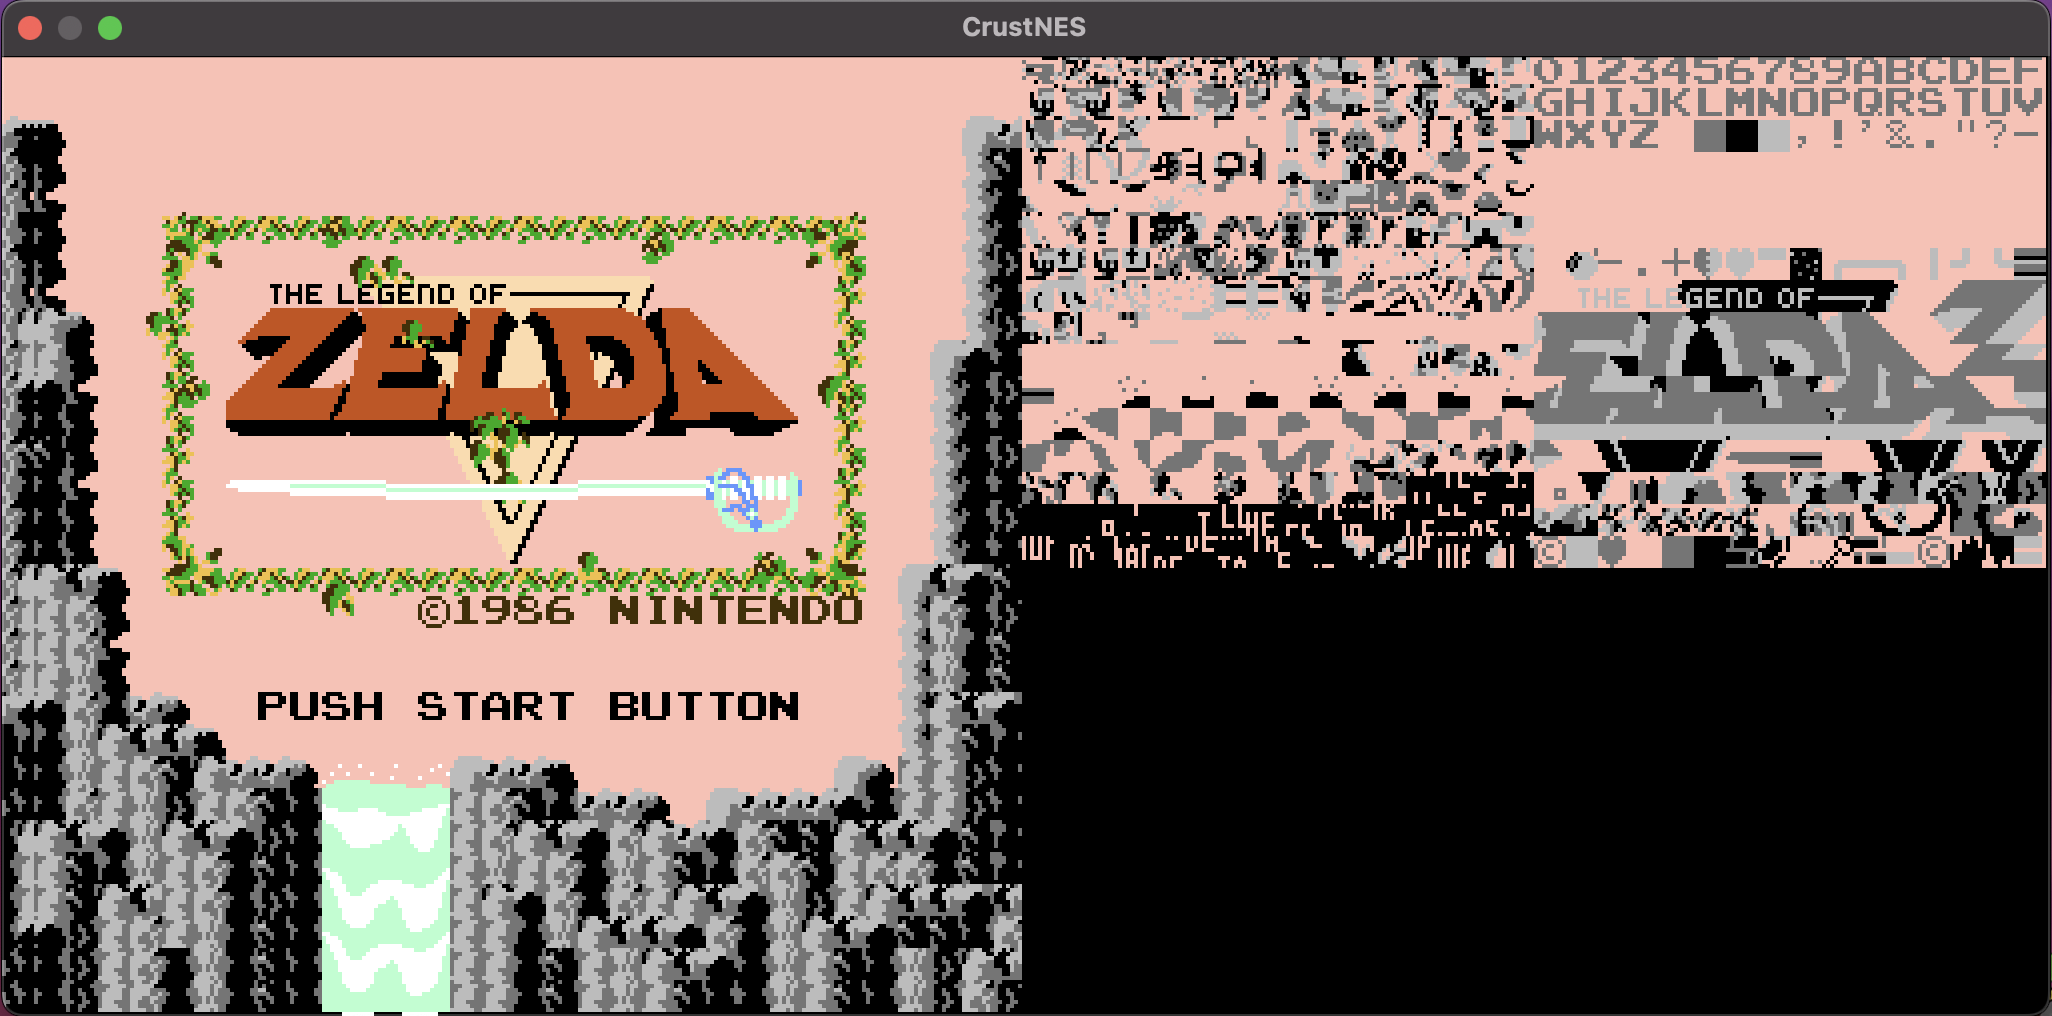 CrustNES
THE LEGEND OF
ZELDA
©1986 NINTENDO
PUSH START BUTTON
0123456789ABCDEF
GHIJKLMNOPQRSTUV
WXYZ , ! ' & . " ? -
THE LEGEND OF